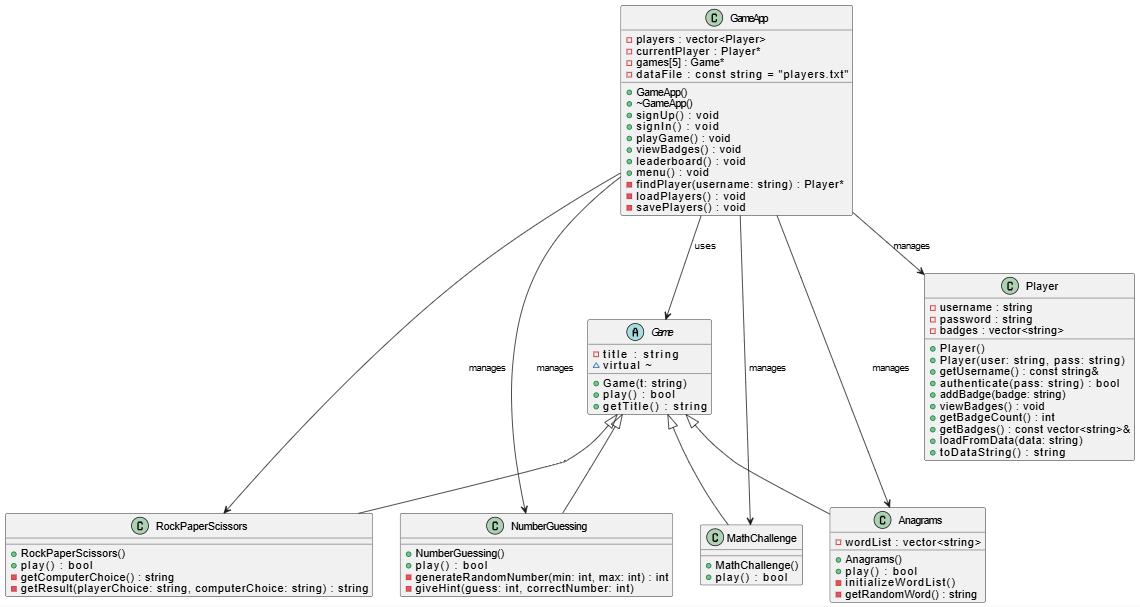 C GameApp
players : vector<Player>
currentPlayer : Player*
games[5] : Game*
dataFile : const string = "players.txt"
GameApp()
~GameApp()
signUp() : void
signIn() : void
playGame() : void
viewBadges() : void
leaderboard() : void
menu() : void
findPlayer(username: string) : Player*
loadPlayers() : void
savePlayers() : void
uses
manages
C Player
username : string
password : string
badges : vector<string>
Player()
Player(user: string, pass: string)
getUsername() : const string&
authenticate(pass: string) : bool
addBadge(badge: string)
viewBadges() : void
getBadgeCount() : int
getBadges() : const vector<string>&
loadFromData(data: string)
toDataString() : string
A Game
title : string
virtual ~
Game(t: string)
play() : bool
getTitle() : string
manages
manages
manages
manages
C RockPaperScissors
RockPaperScissors()
play() : bool
getComputerChoice() : string
getResult(playerChoice: string, computerChoice: string) : string
C NumberGuessing
NumberGuessing()
play() : bool
generateRandomNumber(min: int, max: int) : int
giveHint(guess: int, correctNumber: int)
C MathChallenge
MathChallenge()
play() : bool
C Anagrams
wordList : vector<string>
Anagrams()
play() : bool
initializeWordList()
getRandomWord() : string